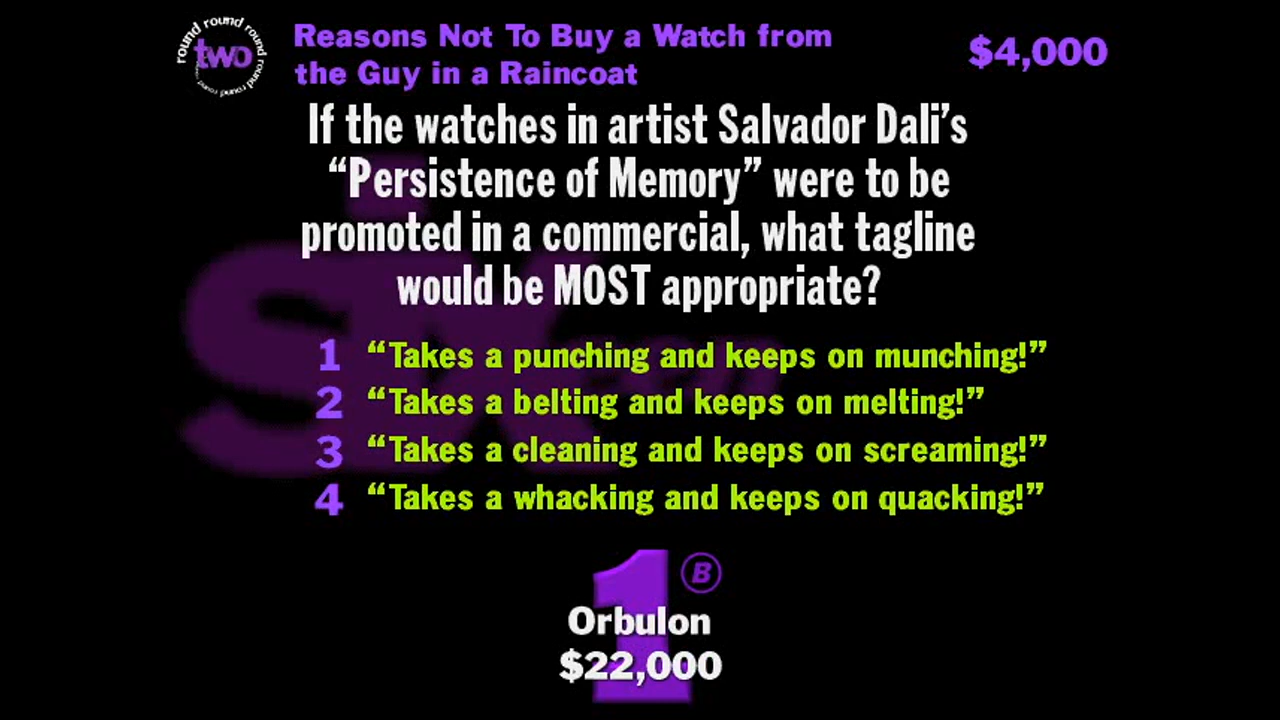 round round round round round
two
Reasons Not To Buy a Watch from
the Guy in a Raincoat
$4,000
If the watches in artist Salvador Dali's
“Persistence of Memory” were to be
promoted in a commercial, what tagline
would be MOST appropriate?
1 “Takes a punching and keeps on munching!”
2 “Takes a belting and keeps on melting!”
3 “Takes a cleaning and keeps on screaming!”
4 “Takes a whacking and keeps on quacking!”
1 B
Orbulon
$22,000